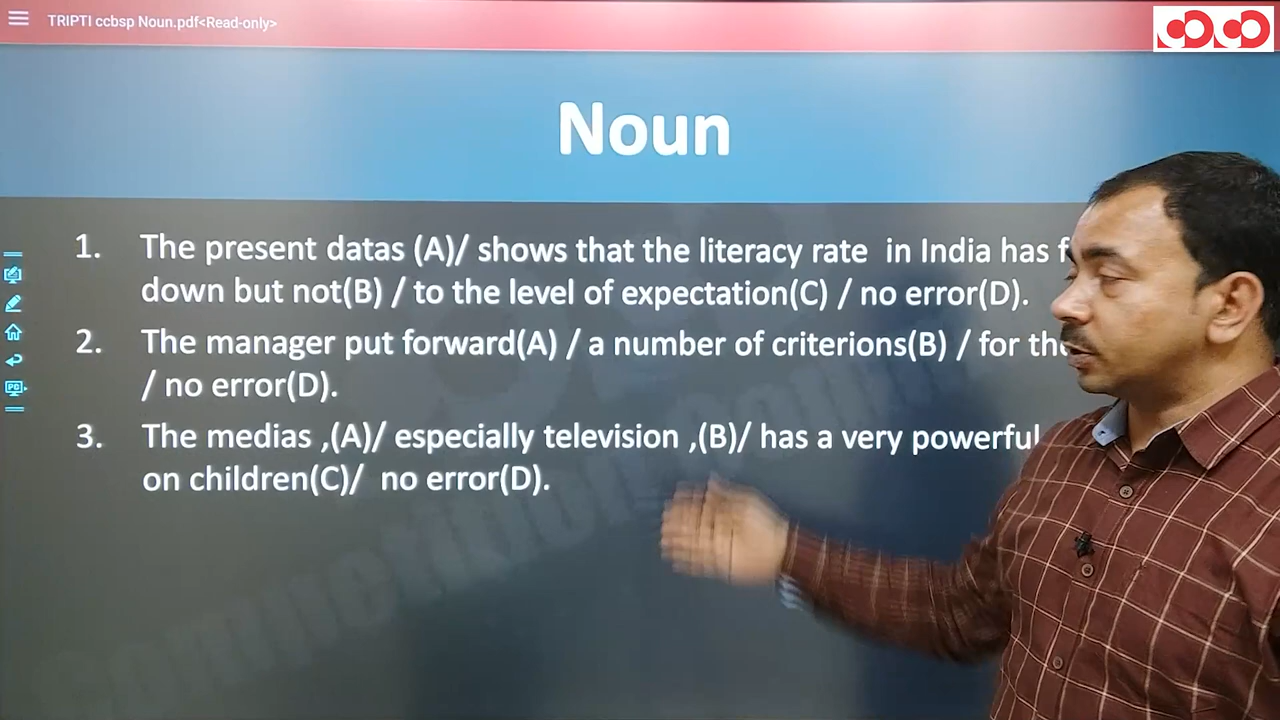 TRIPTI ccbsp Noun.pdf<Read-only>
Noun
1. The present datas (A)/ shows that the literacy rate in India has
down but not(B) / to the level of expectation(C) / no error(D).
2. The manager put forward(A) / a number of criterions(B) / for
/ no error(D).
3. The medias ,(A)/ especially television ,(B)/ has a very powerful
on children(C)/ no error(D).